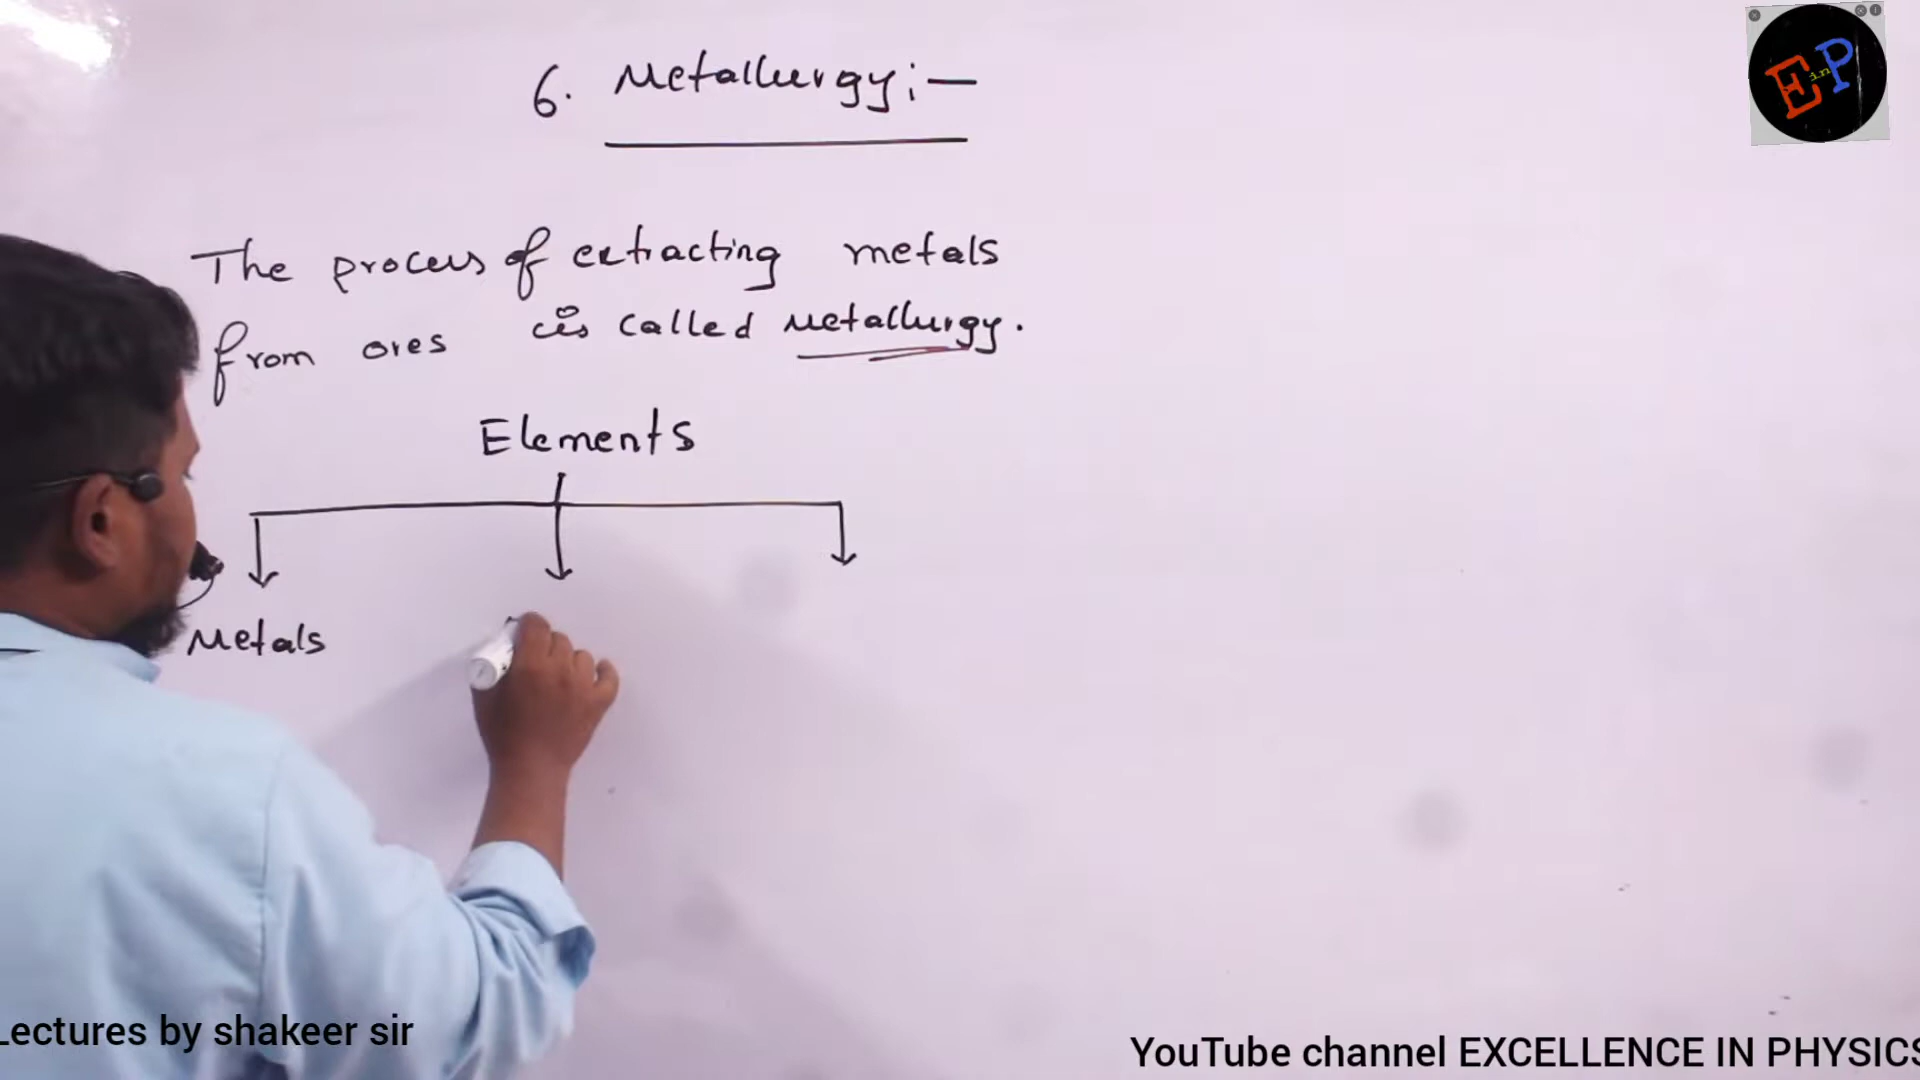 6. Metallurgy :-
E in P
The process of extracting metals
from ores is called metallurgy.
Elements
Metals
Lectures by shakeer sir
YouTube channel EXCELLENCE IN PHYSICS